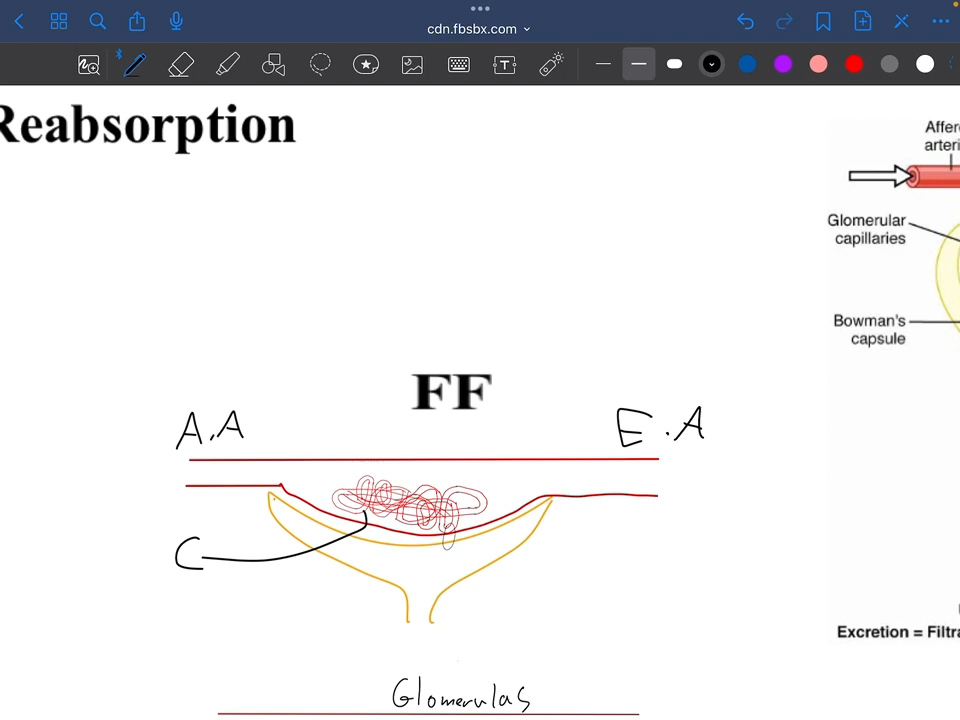 cdn.fbsbx.com
T
Reabsorption
Affer
arteri
Glomerular
capillaries
Bowman's
capsule
FF
A.A
E.A
C
Excretion = Filtra
Glomerulas